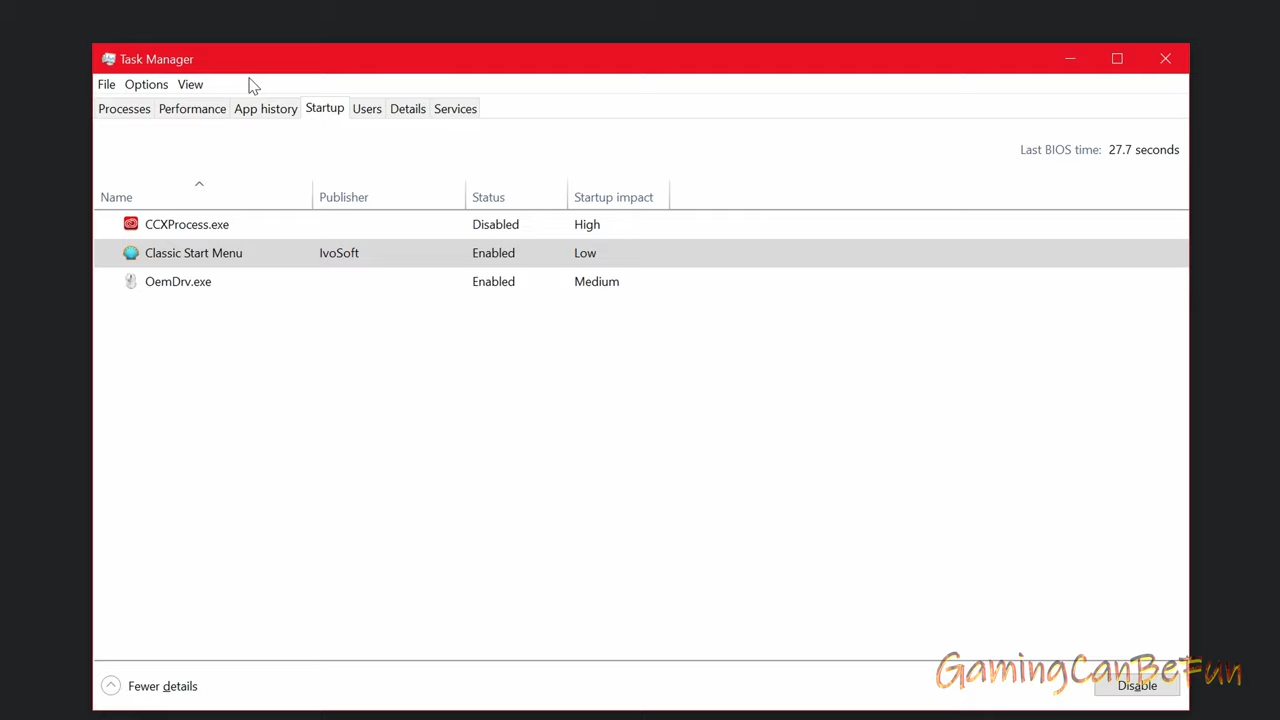 Task Manager
File Options View
Processes Performance App history Startup Users Details Services
Last BIOS time: 27.7 seconds
Name Publisher Status Startup impact
CCXProcess.exe Disabled High
Classic Start Menu IvoSoft Enabled Low
OemDrv.exe Enabled Medium
GamingCanBeFun
Fewer details Disable